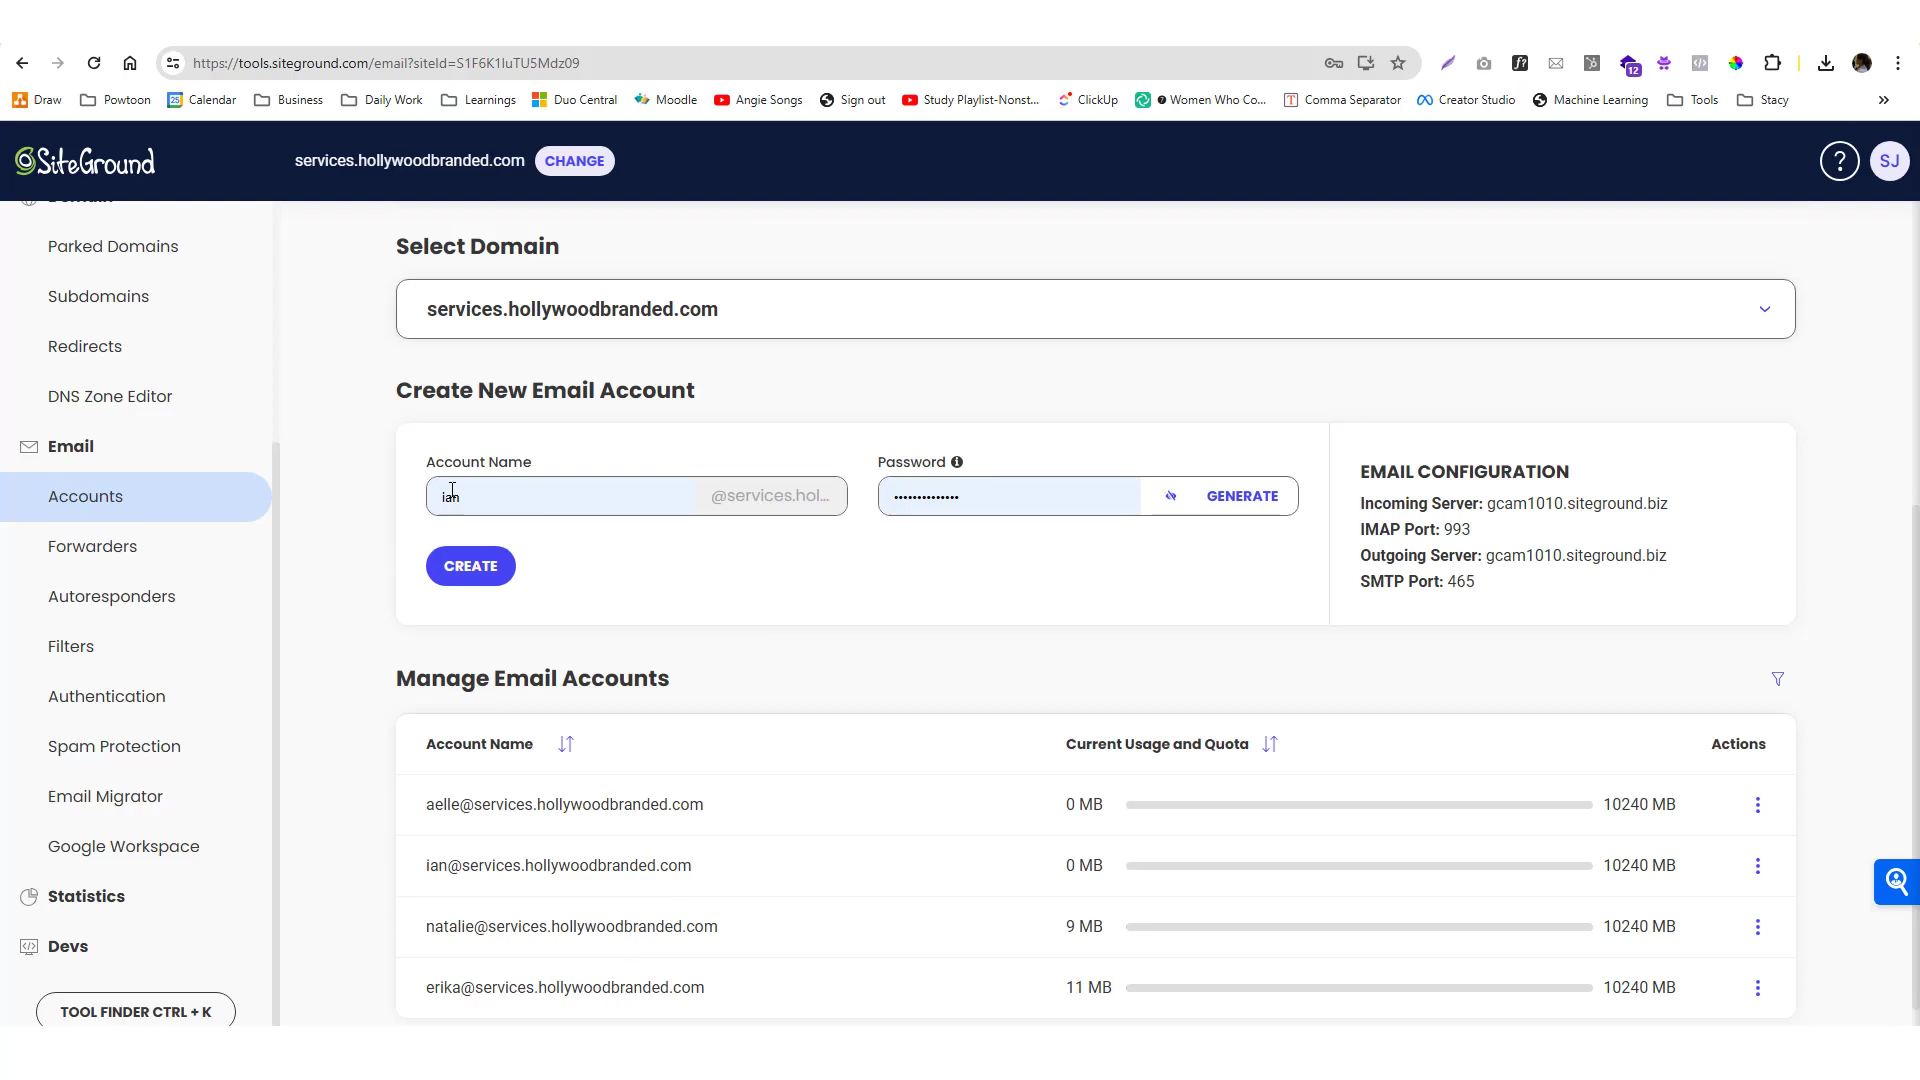 https://tools.siteground.com/email?siteId=S1F6K1IuTU5Mdz09
12
Draw Powtoon Calendar Business Daily Work Learnings Duo Central Moodle Angie Songs Sign out Study Playlist-Nonst... ClickUp Women Who Co... Comma Separator Creator Studio Machine Learning Tools Stacy
SiteGround services.hollywoodbranded.com CHANGE ? SJ
Parked Domains
Subdomains
Redirects
DNS Zone Editor
Email
Accounts
Forwarders
Autoresponders
Filters
Authentication
Spam Protection
Email Migrator
Google Workspace
Statistics
Devs
TOOL FINDER CTRL + K
Select Domain
services.hollywoodbranded.com
Create New Email Account
Account Name
ian @services.hol...
Password
•••••••••••••• GENERATE
CREATE
EMAIL CONFIGURATION
Incoming Server: gcam1010.siteground.biz
IMAP Port: 993
Outgoing Server: gcam1010.siteground.biz
SMTP Port: 465
Manage Email Accounts
Account Name Current Usage and Quota Actions
aelle@services.hollywoodbranded.com 0 MB 10240 MB
ian@services.hollywoodbranded.com 0 MB 10240 MB
natalie@services.hollywoodbranded.com 9 MB 10240 MB
erika@services.hollywoodbranded.com 11 MB 10240 MB